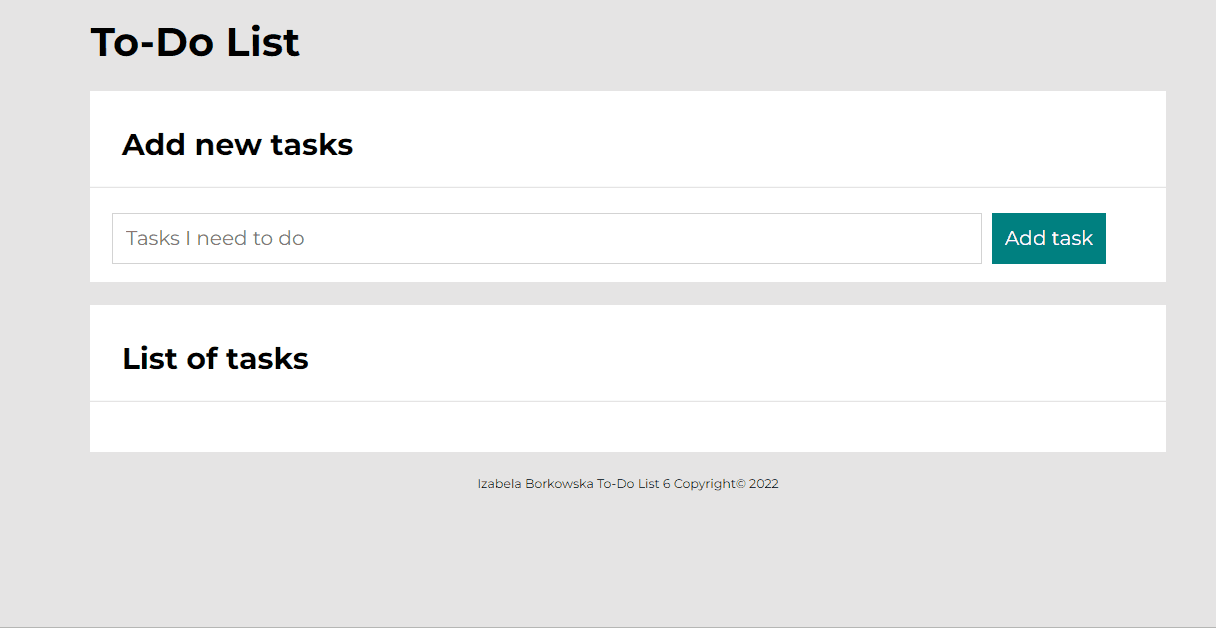 To-Do List
Add new tasks
Tasks I need to do
Add task
List of tasks
Izabela Borkowska To-Do List 6 Copyright© 2022